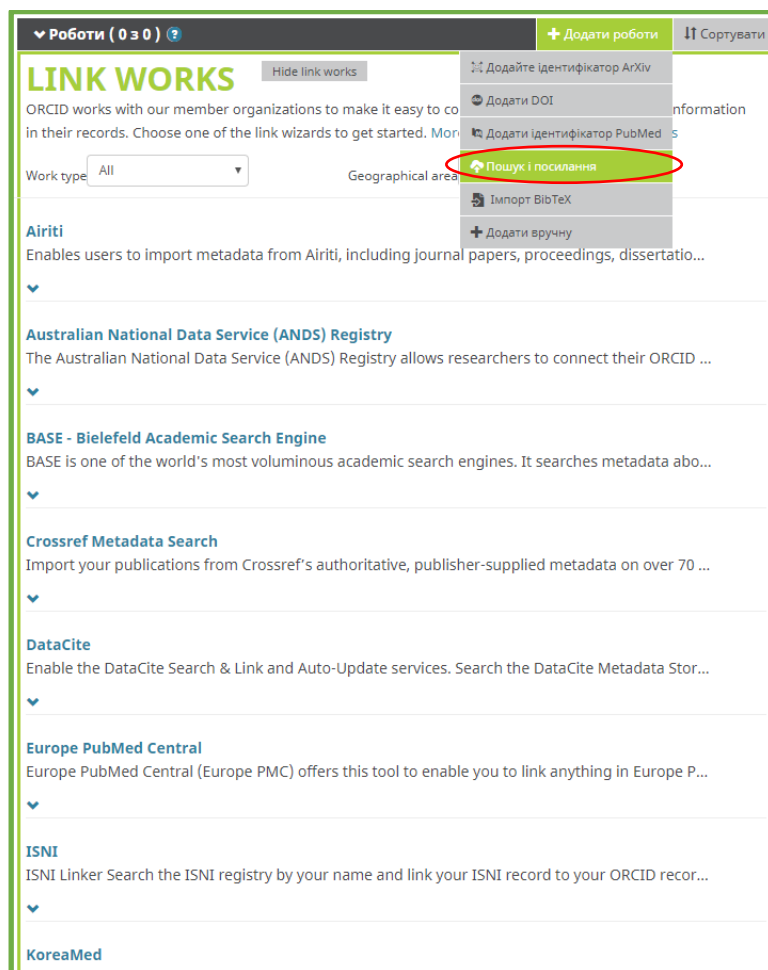 Роботи ( 0 з 0 ) ?
Додати роботи
Сортувати
LINK WORKS
Hide link works
Додайте ідентифікатор ArXiv
ORCID works with our member organizations to make it easy to co
nformation
Додати DOI
in their records. Choose one of the link wizards to get started. Mor
s
Додати ідентифікатор PubMed
Пошук і посилання
Work type
All
Geographical area
Імпорт BibTeX
Додати вручну
Airiti
Enables users to import metadata from Airiti, including journal papers, proceedings, dissertatio...
Australian National Data Service (ANDS) Registry
The Australian National Data Service (ANDS) Registry allows researchers to connect their ORCID ...
BASE - Bielefeld Academic Search Engine
BASE is one of the world's most voluminous academic search engines. It searches metadata abo...
Crossref Metadata Search
Import your publications from Crossref's authoritative, publisher-supplied metadata on over 70 ...
DataCite
Enable the DataCite Search & Link and Auto-Update services. Search the DataCite Metadata Stor...
Europe PubMed Central
Europe PubMed Central (Europe PMC) offers this tool to enable you to link anything in Europe P...
ISNI
ISNI Linker Search the ISNI registry by your name and link your ISNI record to your ORCID recor...
KoreaMed